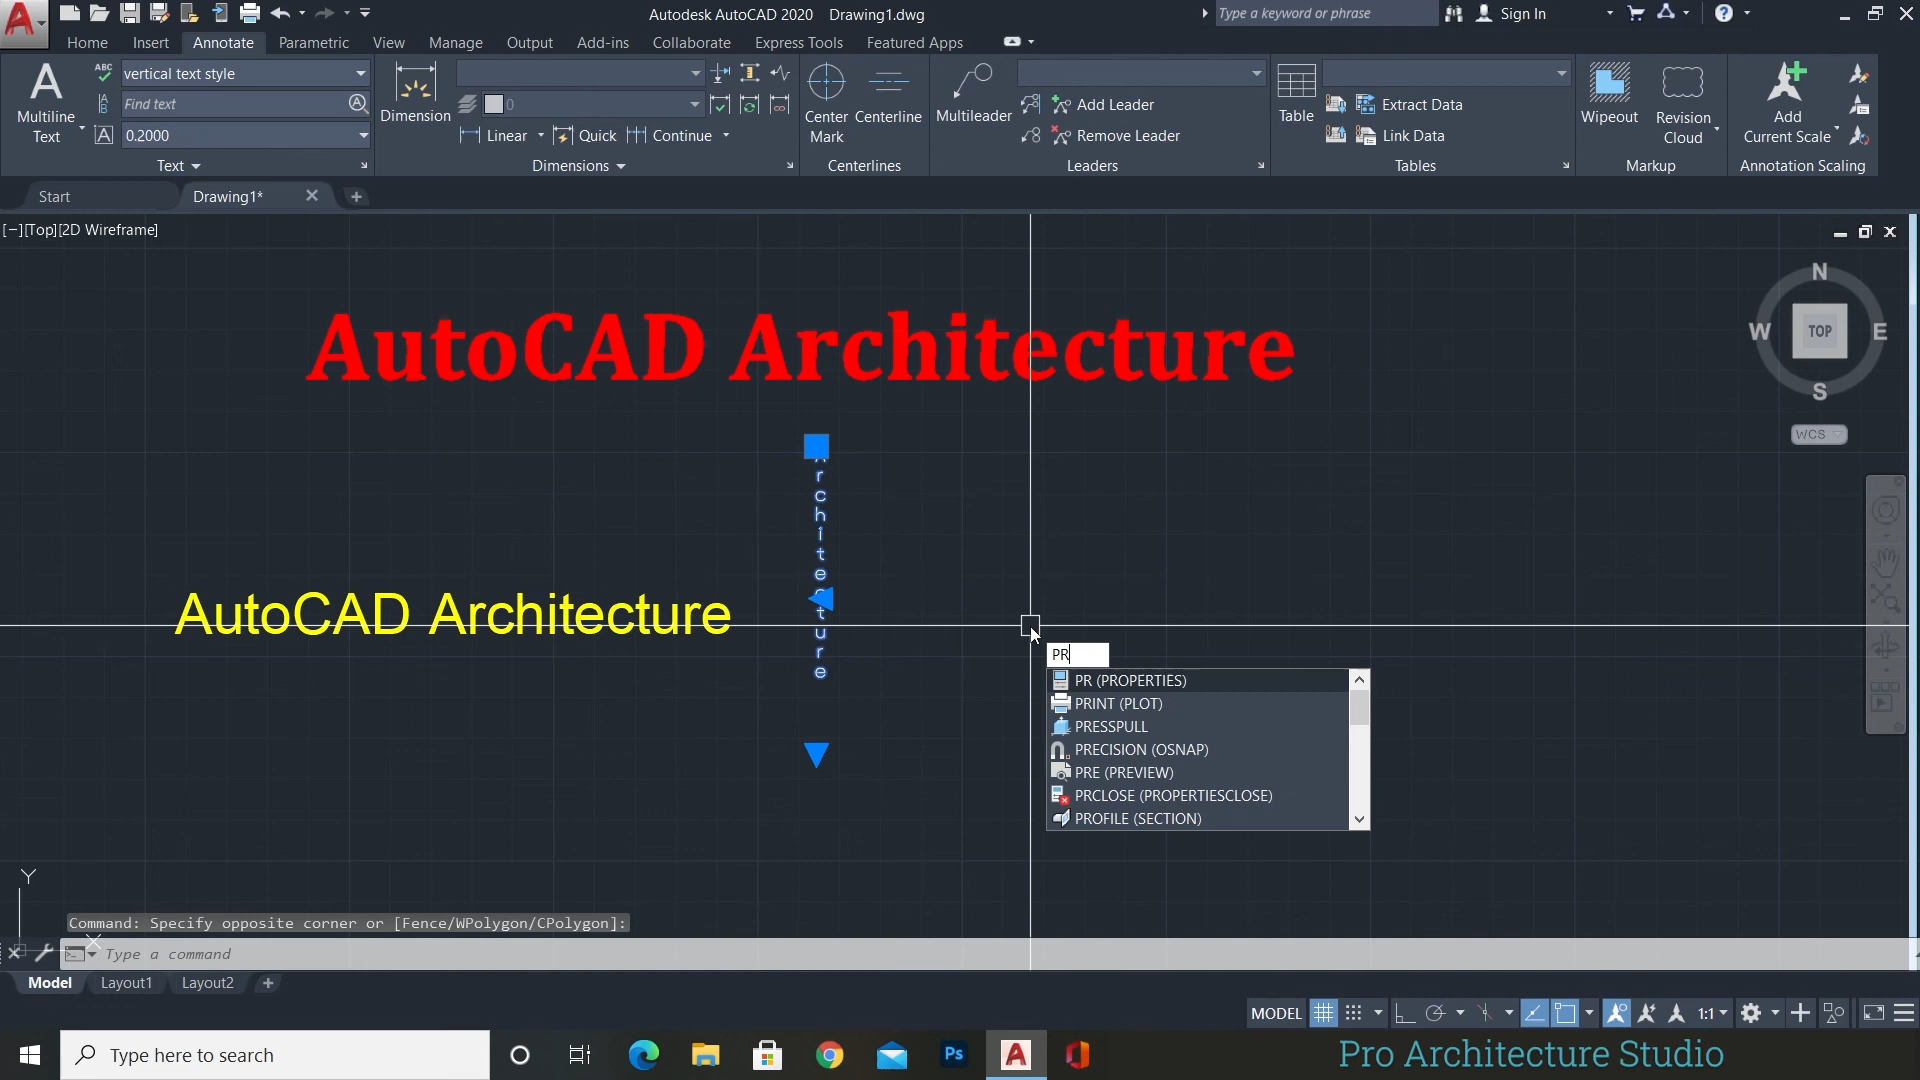 Autodesk AutoCAD 2020 Drawing1.dwg
Type a keyword or phrase
Sign In
Home Insert Annotate Parametric View Manage Output Add-ins Collaborate Express Tools Featured Apps
Multiline Text
ABC
vertical text style
Find text
0.2000
Text
Dimension
0
Linear Quick Continue
Dimensions
Center Mark
Centerline
Centerlines
Multileader
Add Leader
Remove Leader
Leaders
Table
Extract Data
Link Data
Tables
Wipeout
Revision Cloud
Markup
Add Current Scale
Annotation Scaling
Start Drawing1*
[−][Top][2D Wireframe]
N
W TOP E
S
WCS
AutoCAD Architecture
Architecture
AutoCAD Architecture
PR
PR (PROPERTIES)
PRINT (PLOT)
PRESSPULL
PRECISION (OSNAP)
PRE (PREVIEW)
PRCLOSE (PROPERTIESCLOSE)
PROFILE (SECTION)
Y
Command: Specify opposite corner or [Fence/WPolygon/CPolygon]:
Type a command
Model Layout1 Layout2
MODEL 1:1
Type here to search
Ps
Pro Architecture Studio